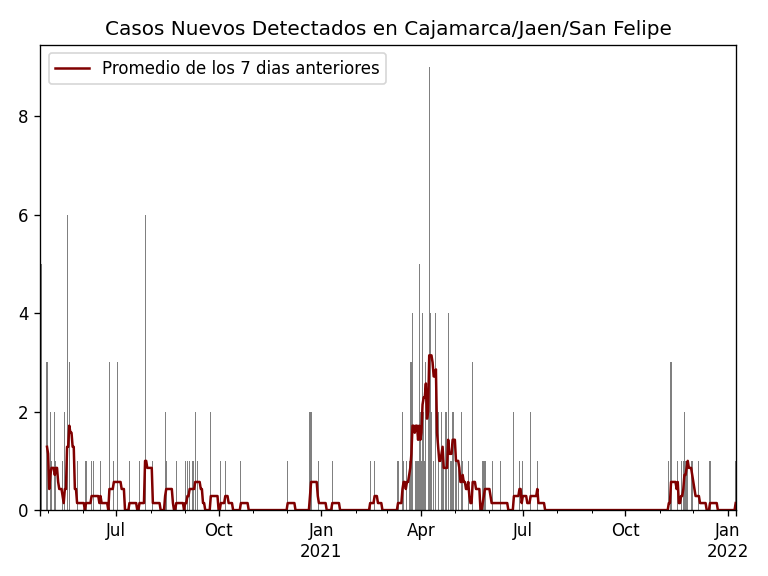 Casos Nuevos Detectados en Cajamarca/Jaen/San Felipe
Promedio de los 7 dias anteriores
8
6
4
2
0
Jul
Oct
Jan
2021
Apr
Jul
Oct
Jan
2022